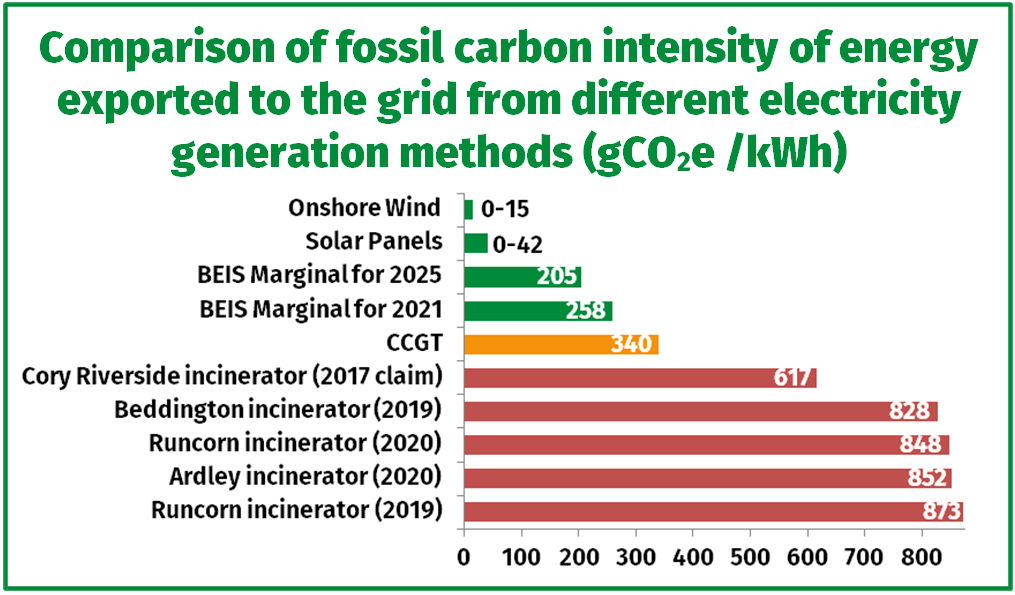 Comparison of fossil carbon intensity of energy
exported to the grid from different electricity
generation methods (gCO₂e /kWh)
Onshore Wind 0-15
Solar Panels 0-42
BEIS Marginal for 2025 205
BEIS Marginal for 2021 258
CCGT 340
Cory Riverside incinerator (2017 claim) 617
Beddington incinerator (2019) 828
Runcorn incinerator (2020) 848
Ardley incinerator (2020) 852
Runcorn incinerator (2019) 873
0 100 200 300 400 500 600 700 800